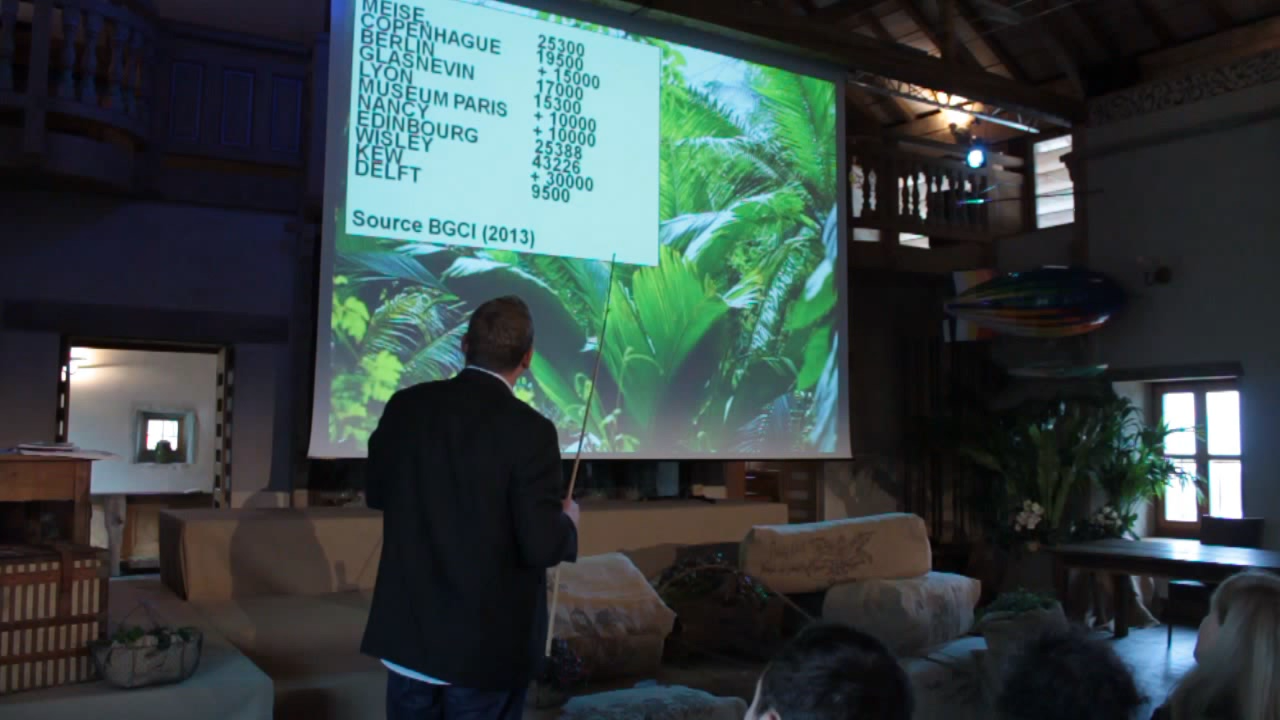 MEISE,
COPENHAGUE 25300
BERLIN 19500
GLASNEVIN + 15000
LYON 17000
MUSEUM PARIS 15300
NANCY + 10000
EDINBOURG + 10000
WISLEY 25388
KEW 43226
DELFT + 30000
9500
Source BGCI (2013)